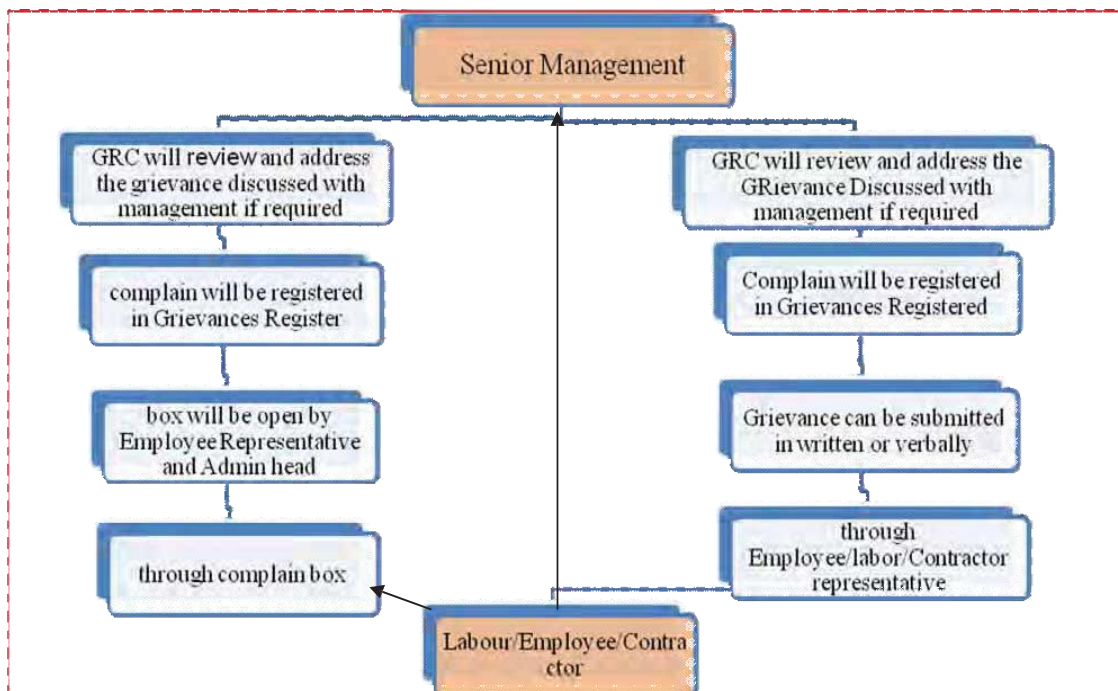 Senior Management
GRC will review and address
the grievance discussed with
management if required
GRC will review and address the
GRievance Discussed with
management if required
complain will be registered
in Grievances Register
Complain will be registered
in Grievances Registered
box will be open by
Employee Representative
and Admin head
Grievance can be submitted
in written or verbally
through complain box
through
Employee/labor/Contractor
representative
Labour/Employee/Contra
ctor